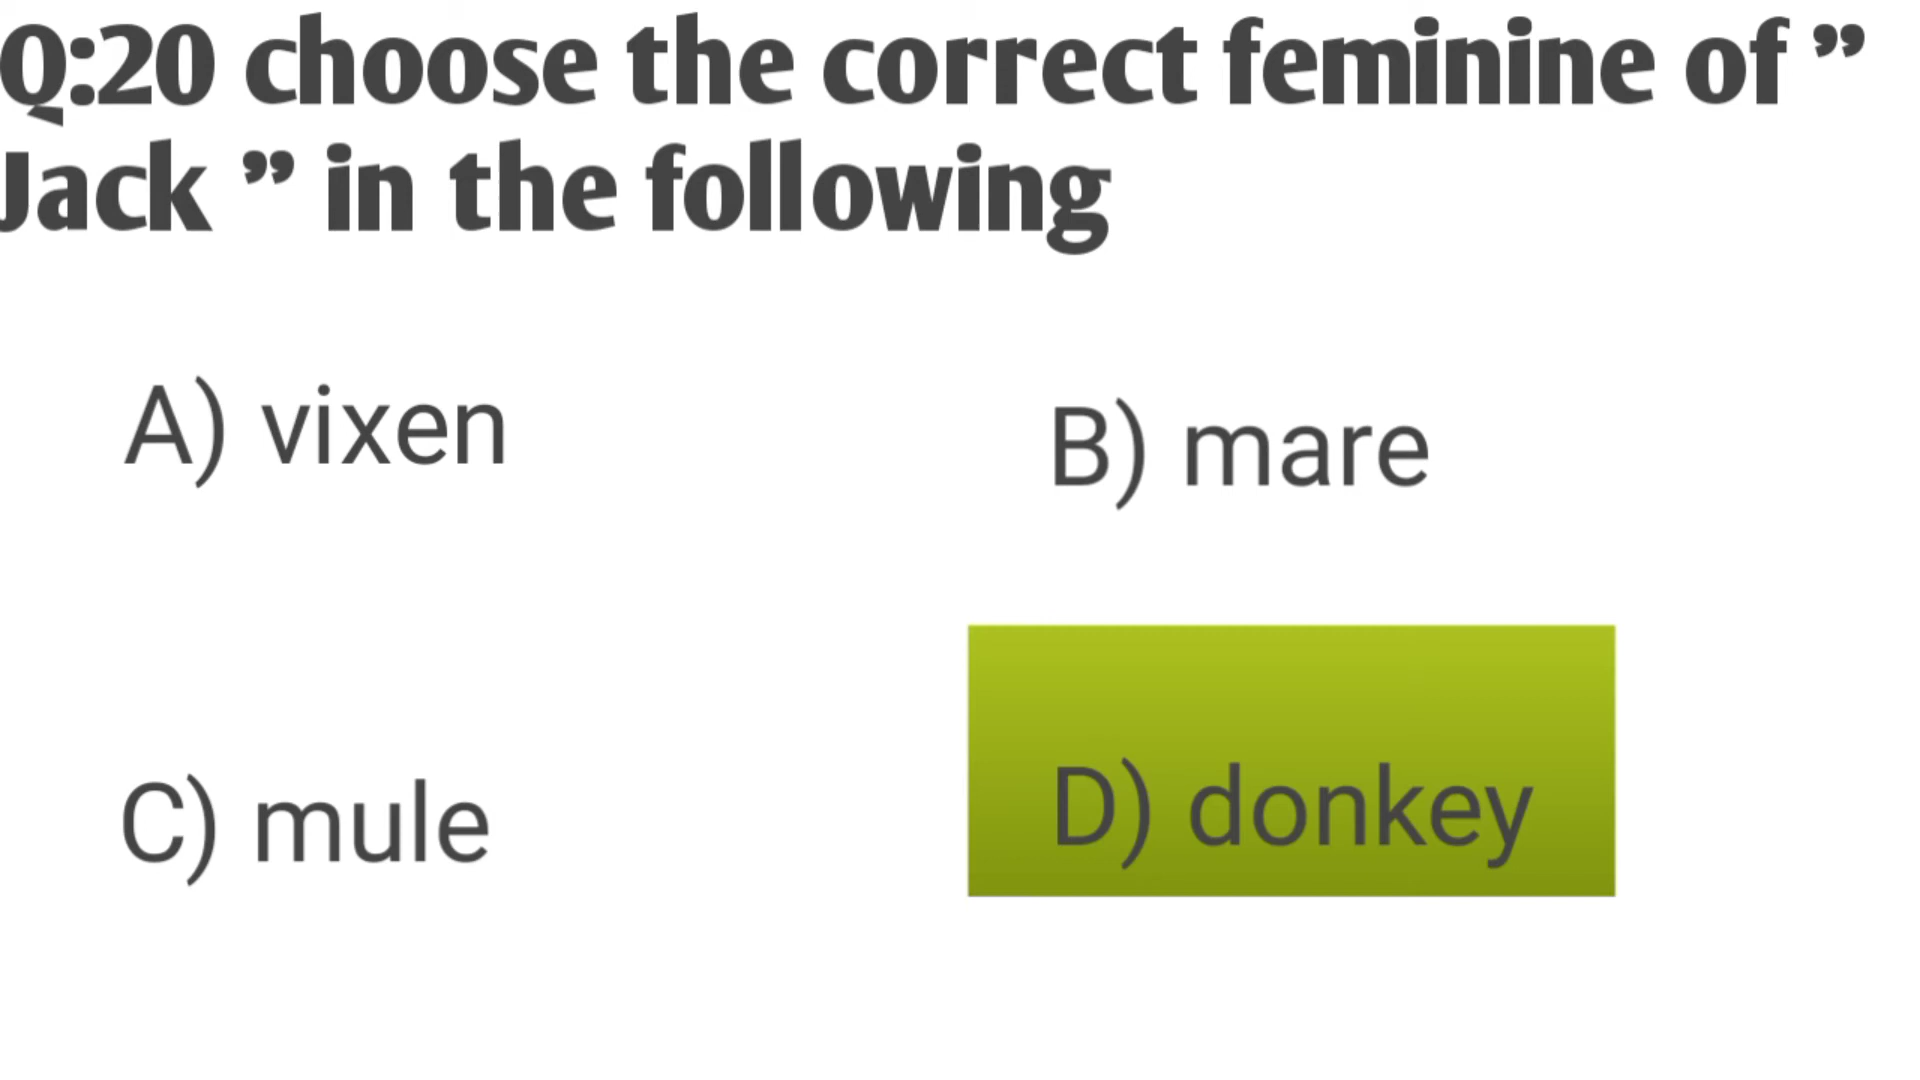 Q:20 choose the correct feminine of ”
Jack ” in the following
A) vixen
B) mare
C) mule
D) donkey